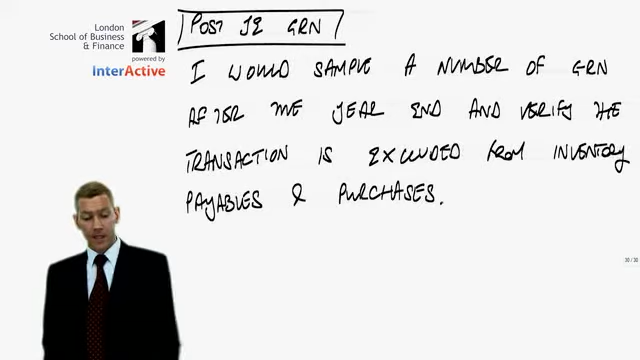 London
School of Business
& Finance
powered by
InterActive
POST YE GRN
I WOULD SAMPLE A NUMBER OF GRN
AFTER THE YEAR END AND VERIFY THE
TRANSACTION IS EXCLUDED FROM INVENTORY
PAYABLES & PURCHASES.
30 / 30